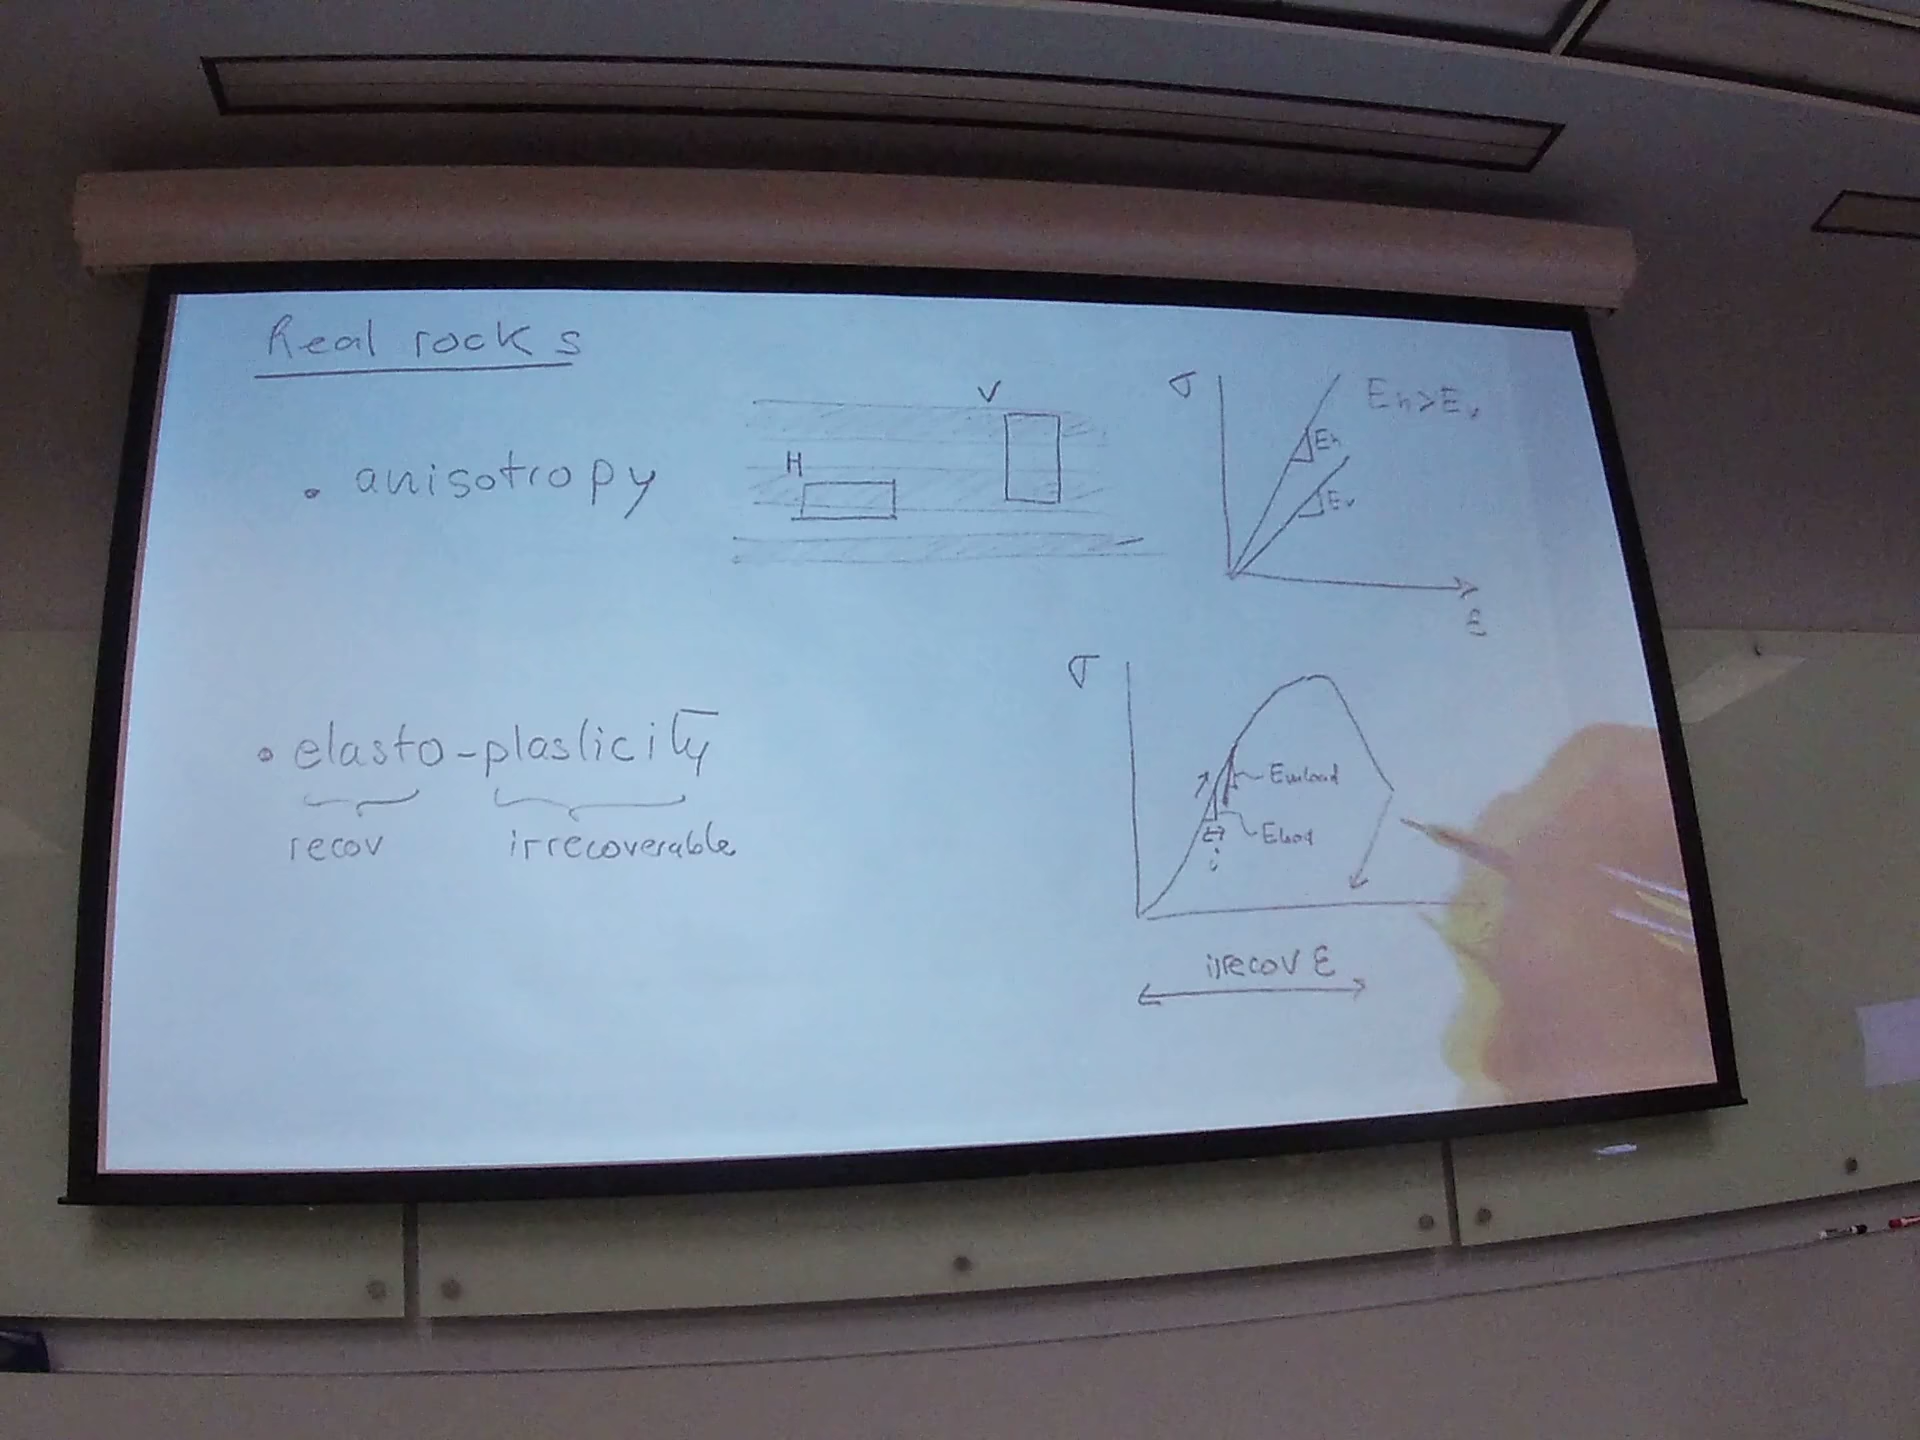 Real rocks
V
H
• anisotropy
σ
Eh>Ev
Eh
Ev
ε
• elasto-plasticity
recov
irrecoverable
σ
Eunload
Eload
i
irrecov ε